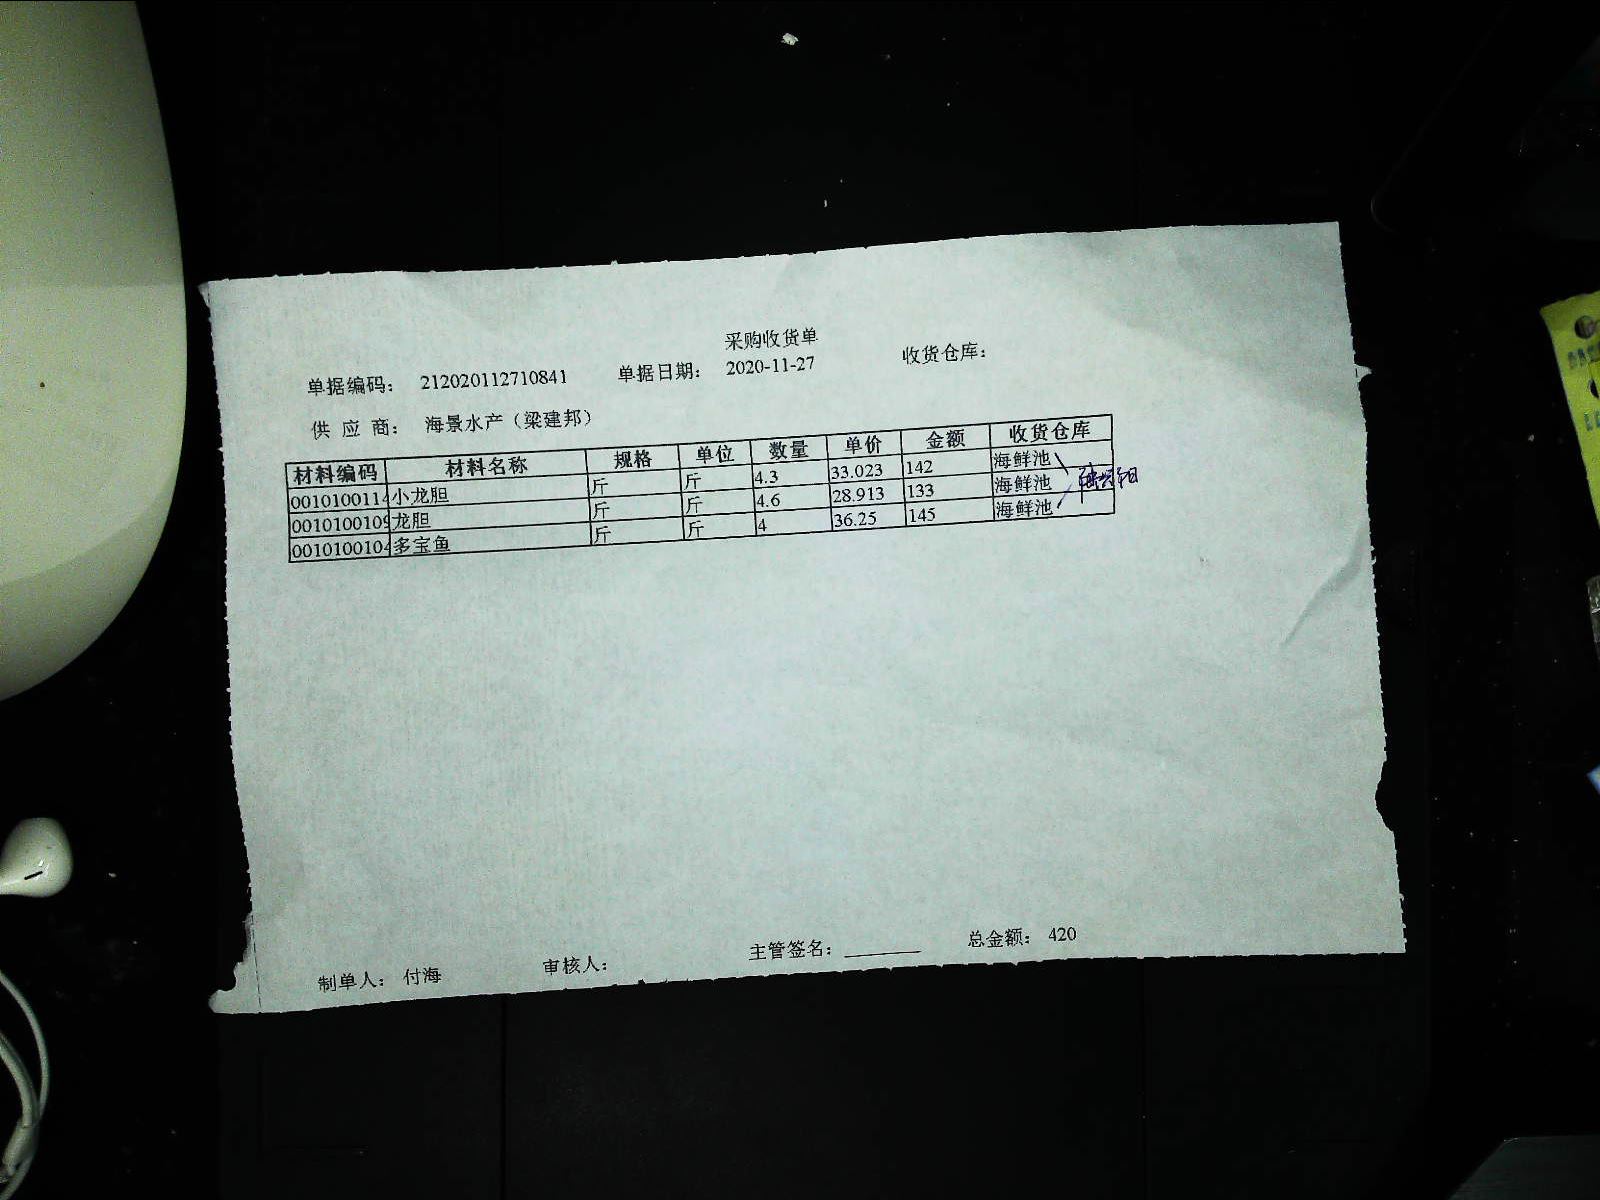 采购收货单
单据编码： 212020112710841 单据日期： 2020-11-27 收货仓库：
供 应 商： 海景水产（梁建邦）
材料编码 材料名称 规格 单位 数量 单价 金额 收货仓库
0010100114 小龙胆 斤 斤 4.3 33.023 142 海鲜池
0010100109 龙胆 斤 斤 4.6 28.913 133 海鲜池
0010100104 多宝鱼 斤 斤 4 36.25 145 海鲜池
制单人： 付海 审核人： 主管签名： 总金额： 420